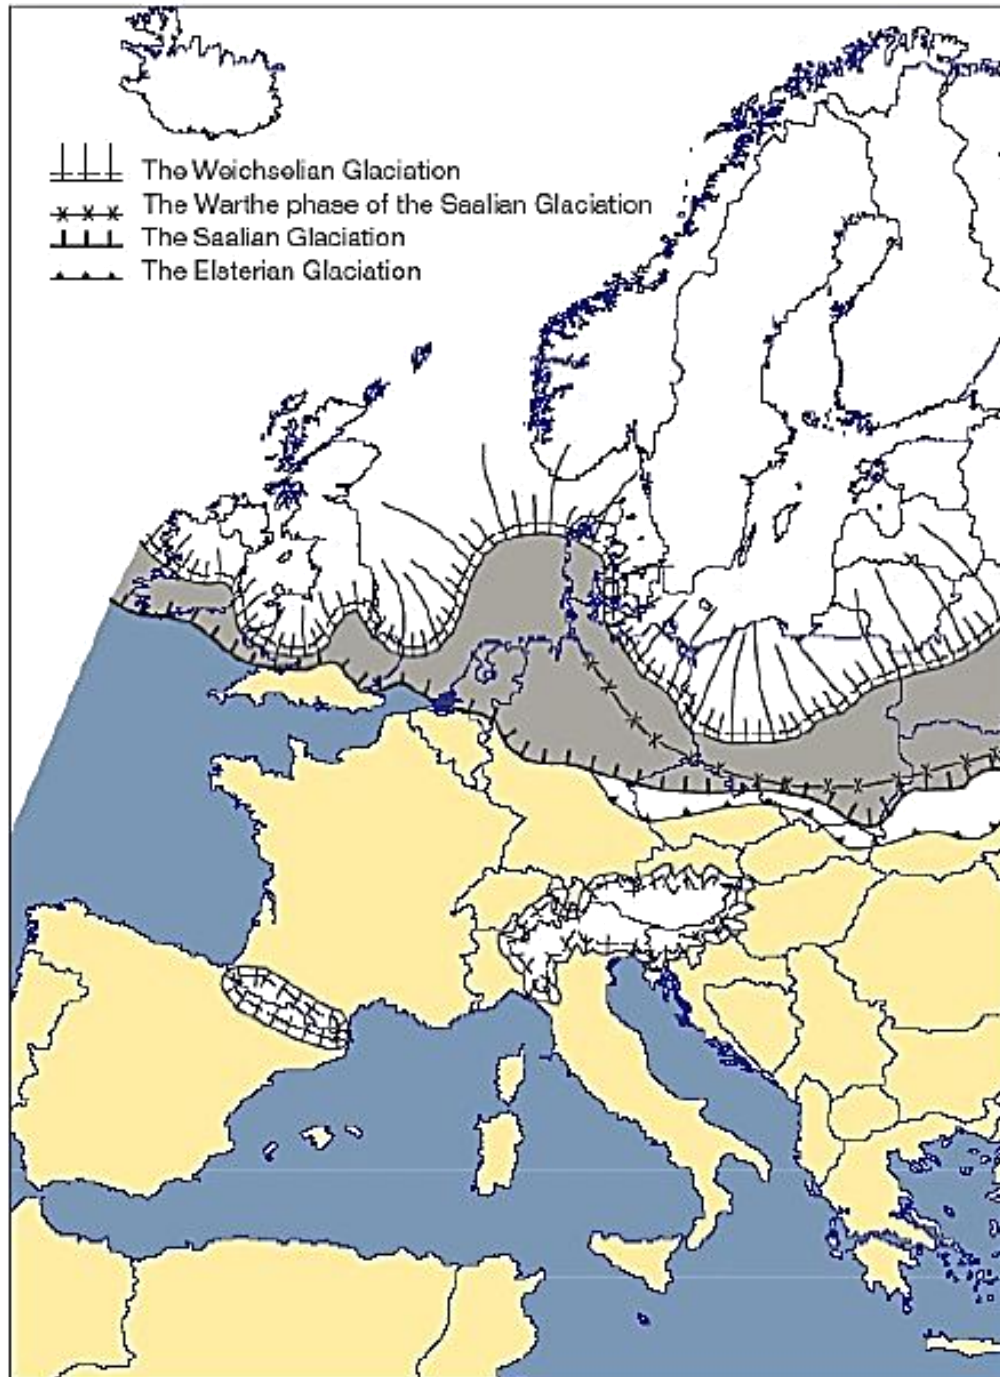 The Weichselian Glaciation
The Warthe phase of the Saalian Glaciation
The Saalian Glaciation
The Elsterian Glaciation